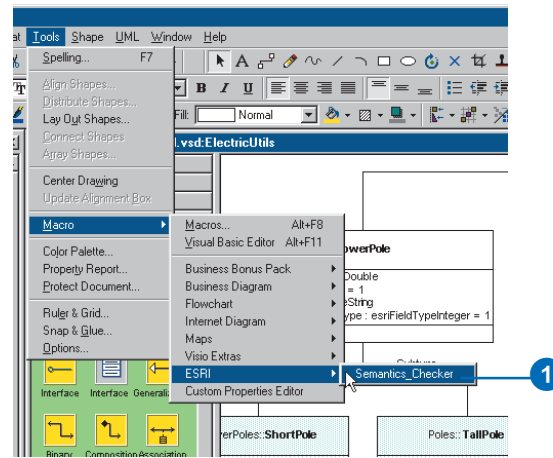 at Tools Shape UML Window Help
Spelling... F7
A
Align Shapes...
Distribute Shapes...
B I U
Lay Out Shapes...
Fill: Normal
Connect Shapes
Array Shapes...
l.vsd:ElectricUtils
Center Drawing
Update Alignment Box
Macro
Macros... Alt+F8
Visual Basic Editor Alt+F11
Color Palette...
Property Report...
Protect Document...
Business Bonus Pack
Business Diagram
Flowchart
Internet Diagram
Maps
Visio Extras
ESRI
Custom Properties Editor
Ruler & Grid...
Snap & Glue...
Options...
owerPole
Double
= 1
eString
ype : esriFieldTypeInteger = 1
Semantics_Checker
1
Interface Interface Generali
erPoles::ShortPole
Poles::TallPole
Binary Composition Association